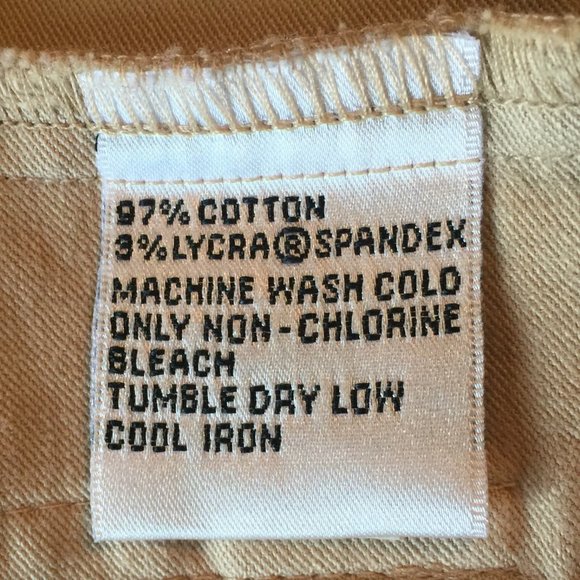 97% COTTON
3% LYCRA® SPANDEX
MACHINE WASH COLD
ONLY NON-CHLORINE
BLEACH
TUMBLE DRY LOW
COOL IRON